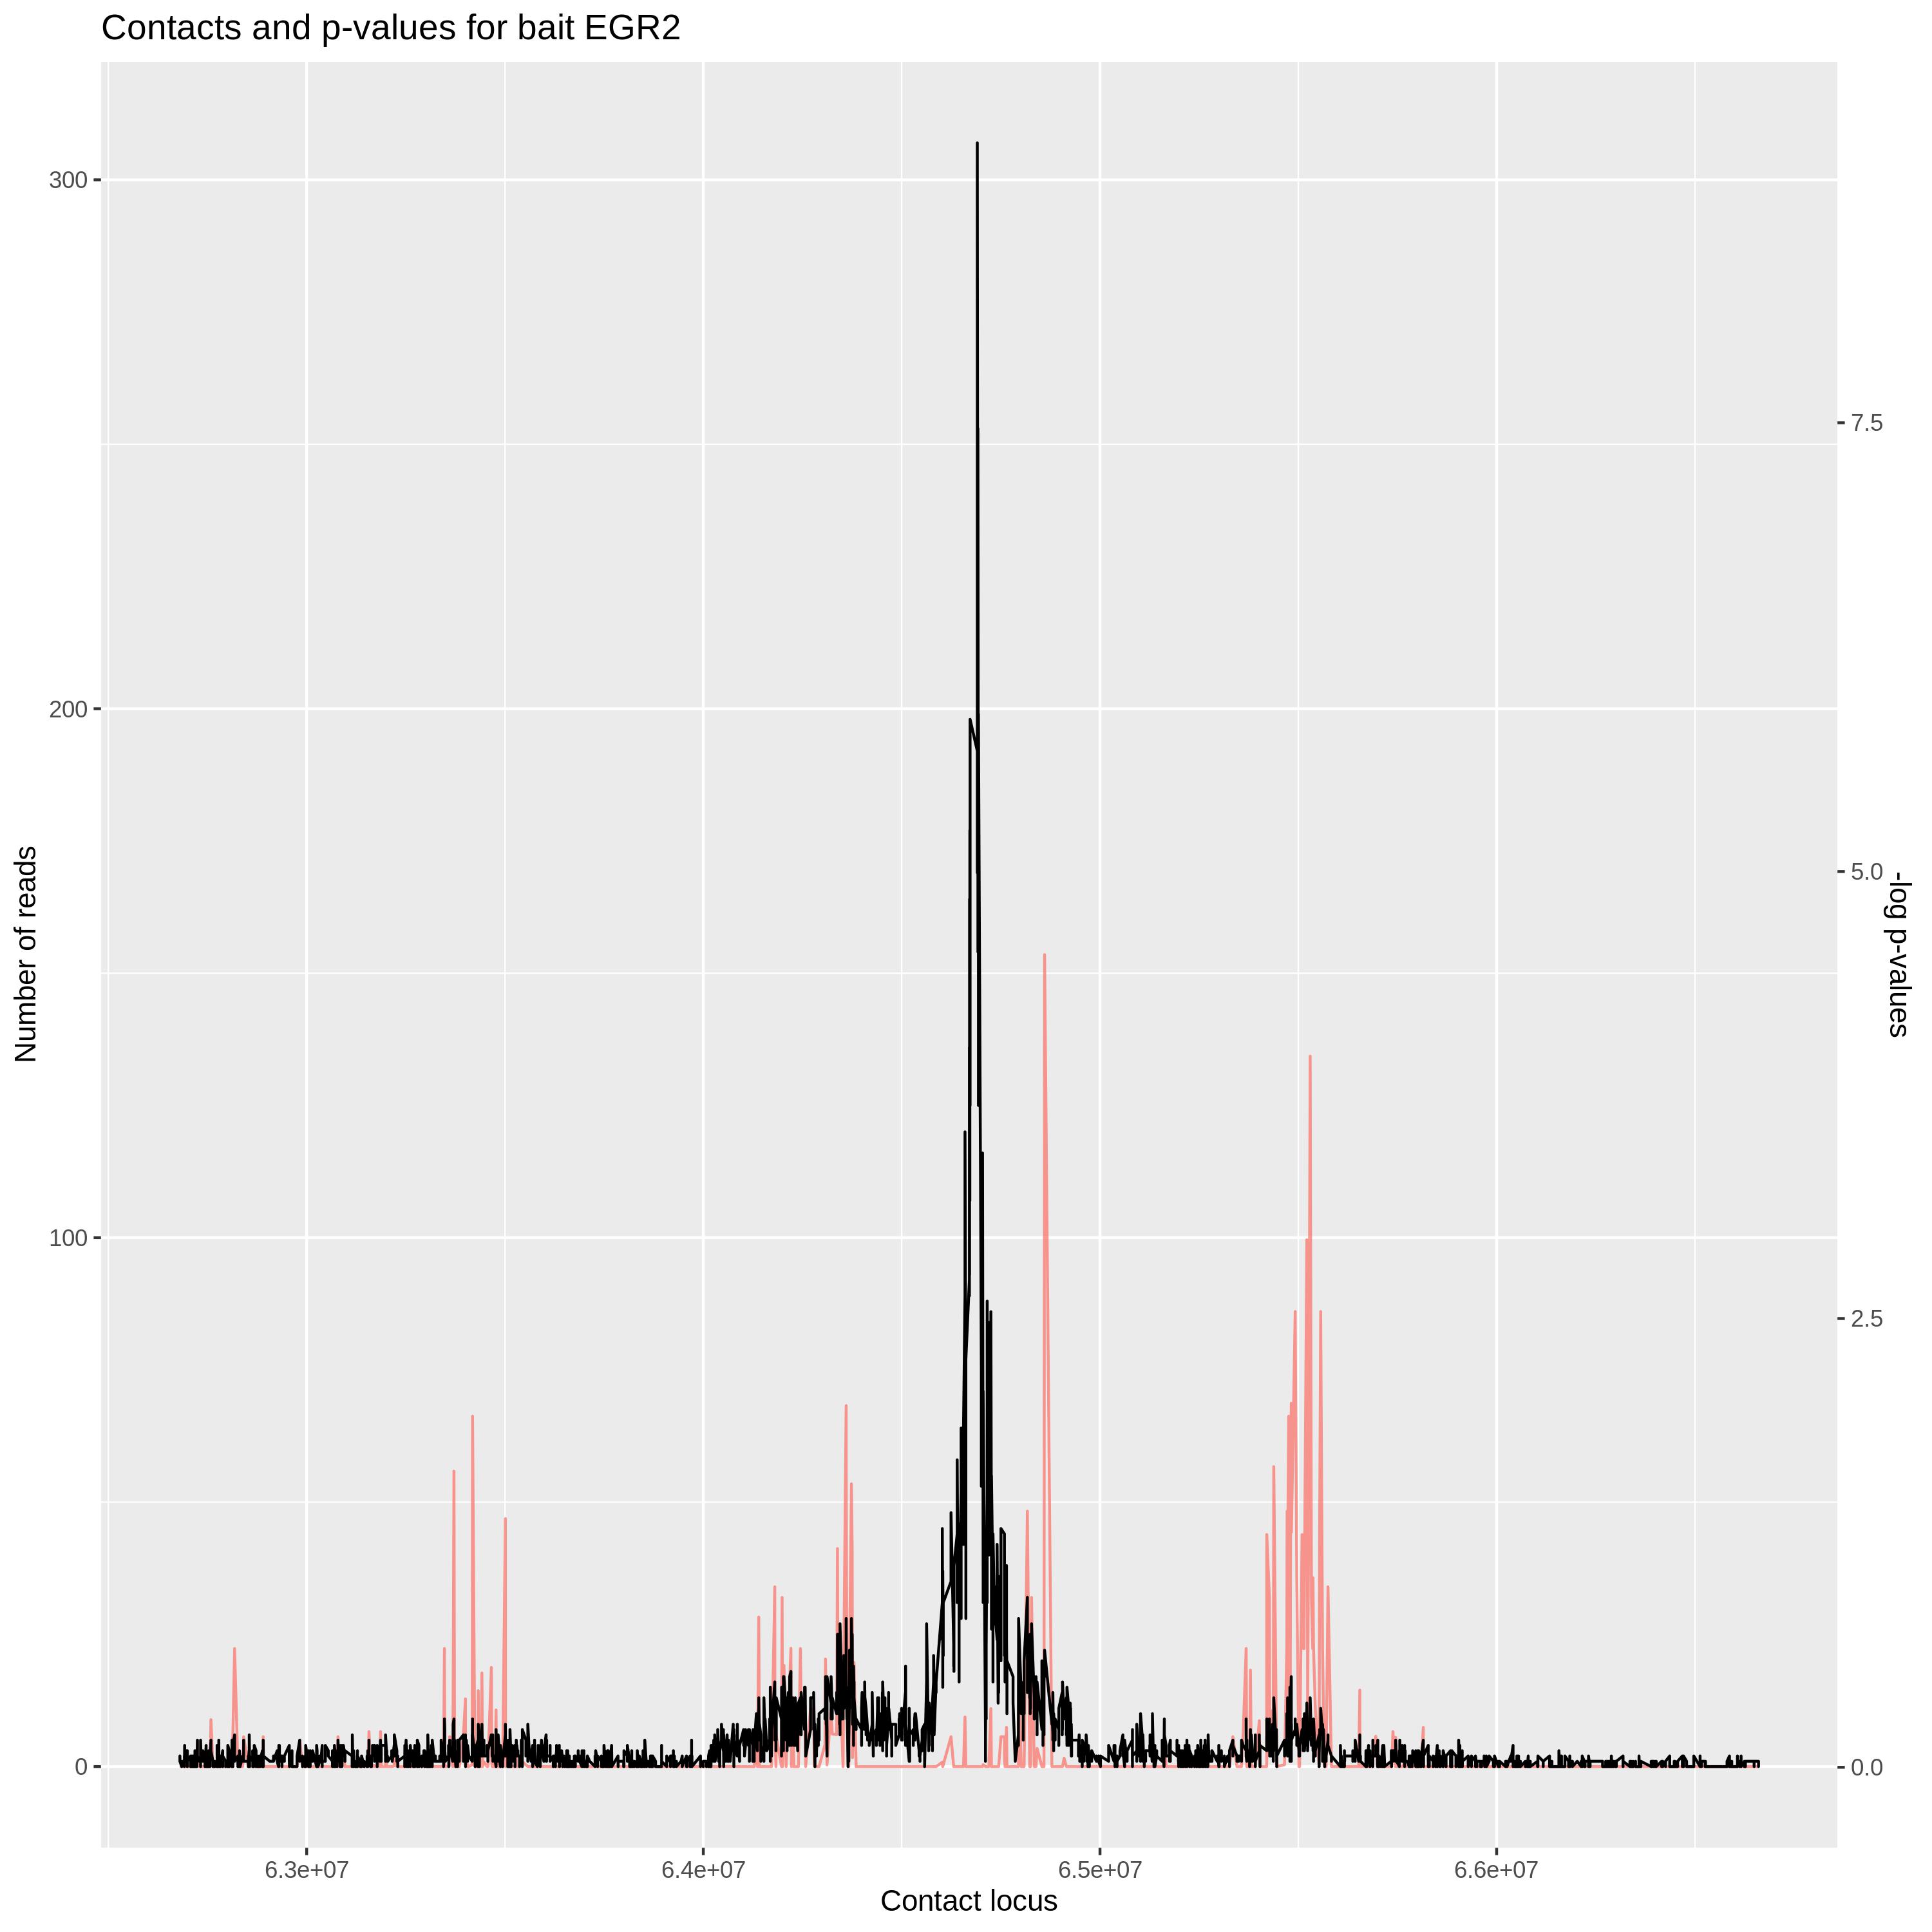 Contacts and p-values for bait EGR2
300
200
100
0
Number of reads
7.5
5.0
2.5
0.0
-log p-values
6.3e+07
6.4e+07
6.5e+07
6.6e+07
Contact locus